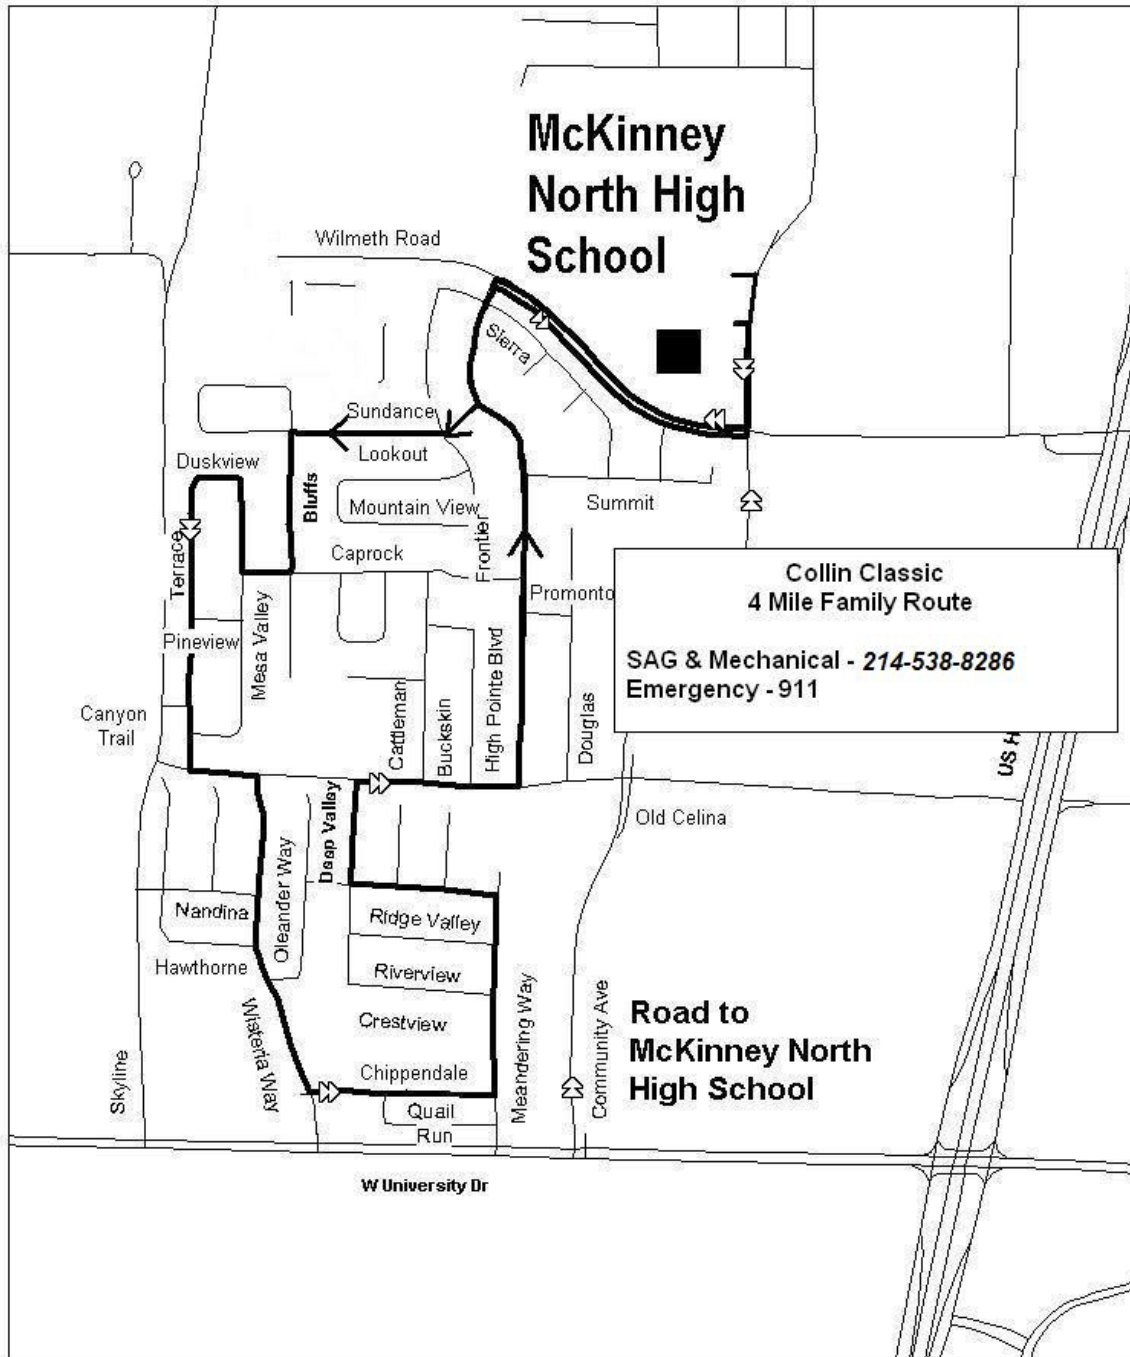 McKinney
North High
School
Wilmeth Road
Sierra
Sundance
Lookout
Duskview
Bluffs
Mountain View
Summit
Terrace
Caprock
Frontier
Promonto
Collin Classic
4 Mile Family Route
SAG & Mechanical - 214-538-8286
Emergency - 911
Pineview
Mesa Valley
High Pointe Blvd
Canyon
Trail
Cattleman
Buckskin
Douglas
US H
Deep Valley
Old Celina
Oleander Way
Nandina
Ridge Valley
Hawthorne
Riverview
Wisteria Way
Crestview
Meandering Way
Community Ave
Road to
McKinney North
High School
Skyline
Chippendale
Quail
Run
W University Dr